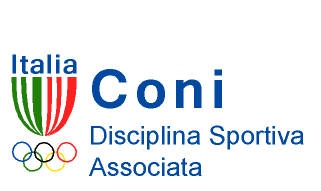 Italia
Coni
Disciplina Sportiva
Associata